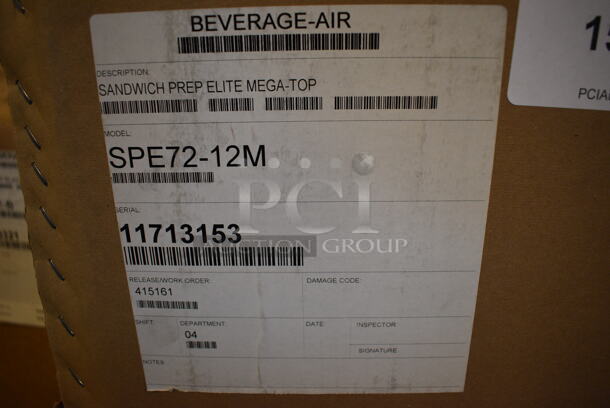 BEVERAGE-AIR
DESCRIPTION:
SANDWICH PREP ELITE MEGA-TOP
MODEL:
SPE72-12M
SERIAL:
11713153
PCI
AUCTION GROUP
RELEASE/WORK ORDER:
415161
DAMAGE CODE:
SHIFT:
DEPARTMENT:
04
DATE:
INSPECTOR:
SIGNATURE
NOTES: